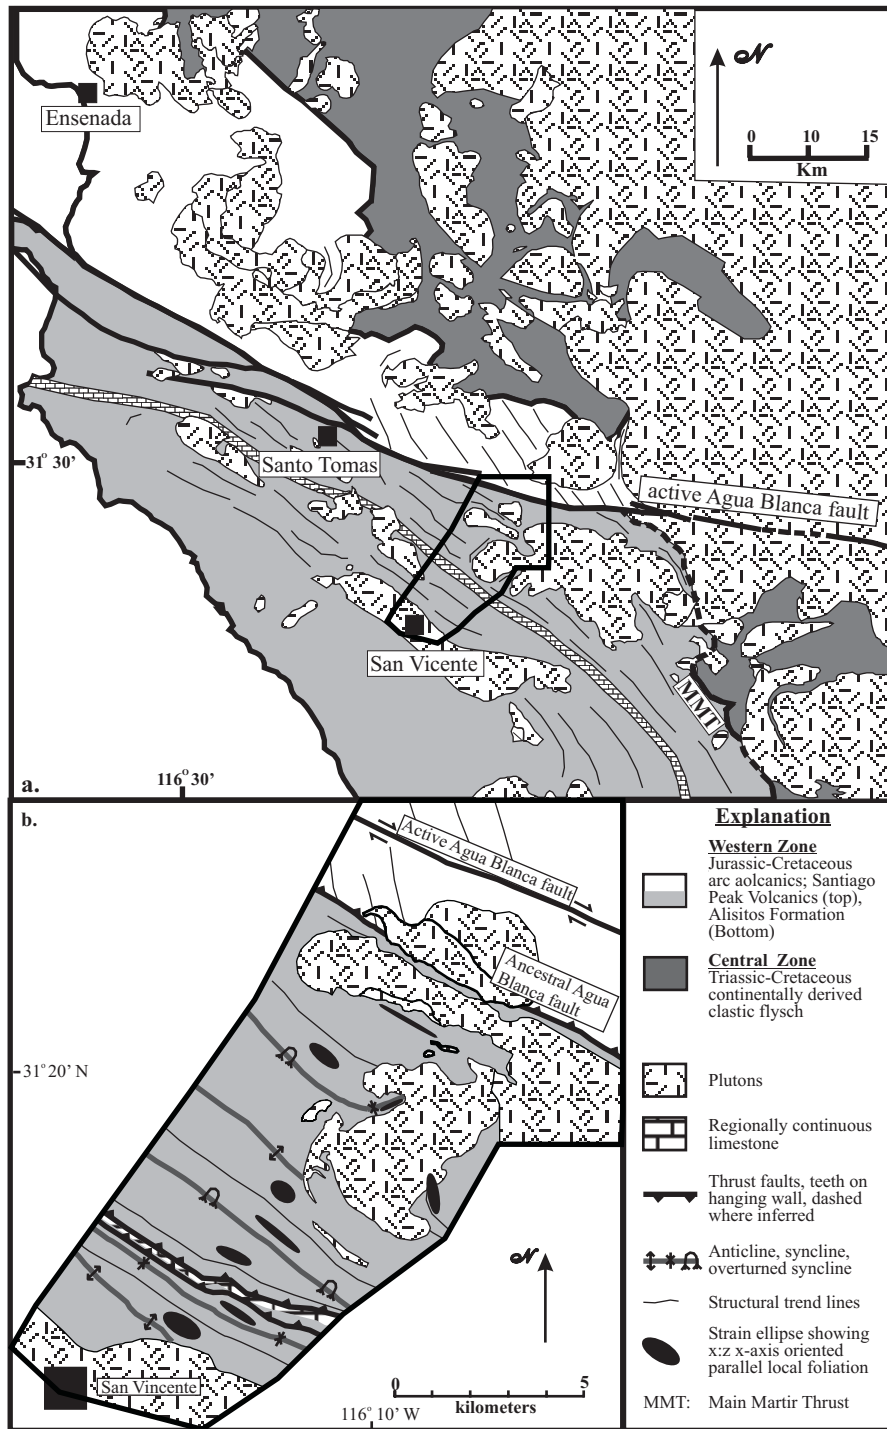 N
0 10 15
Km
Ensenada
Santo Tomas
31° 30'
active Agua Blanca fault
San Vicente
MMT
a.
116° 30'
b.
Active Agua Blanca fault
Ancestral Agua
Blanca fault
31° 20' N
N
San Vincente
0 5
kilometers
116° 10' W
Explanation
Western Zone
Jurassic-Cretaceous
arc aolcanics; Santiago
Peak Volcanics (top),
Alisitos Formation
(Bottom)
Central Zone
Triassic-Cretaceous
continentally derived
clastic flysch
Plutons
Regionally continuous
limestone
Thrust faults, teeth on
hanging wall, dashed
where inferred
Anticline, syncline,
overturned syncline
Structural trend lines
Strain ellipse showing
x:z x-axis oriented
parallel local foliation
MMT: Main Martir Thrust